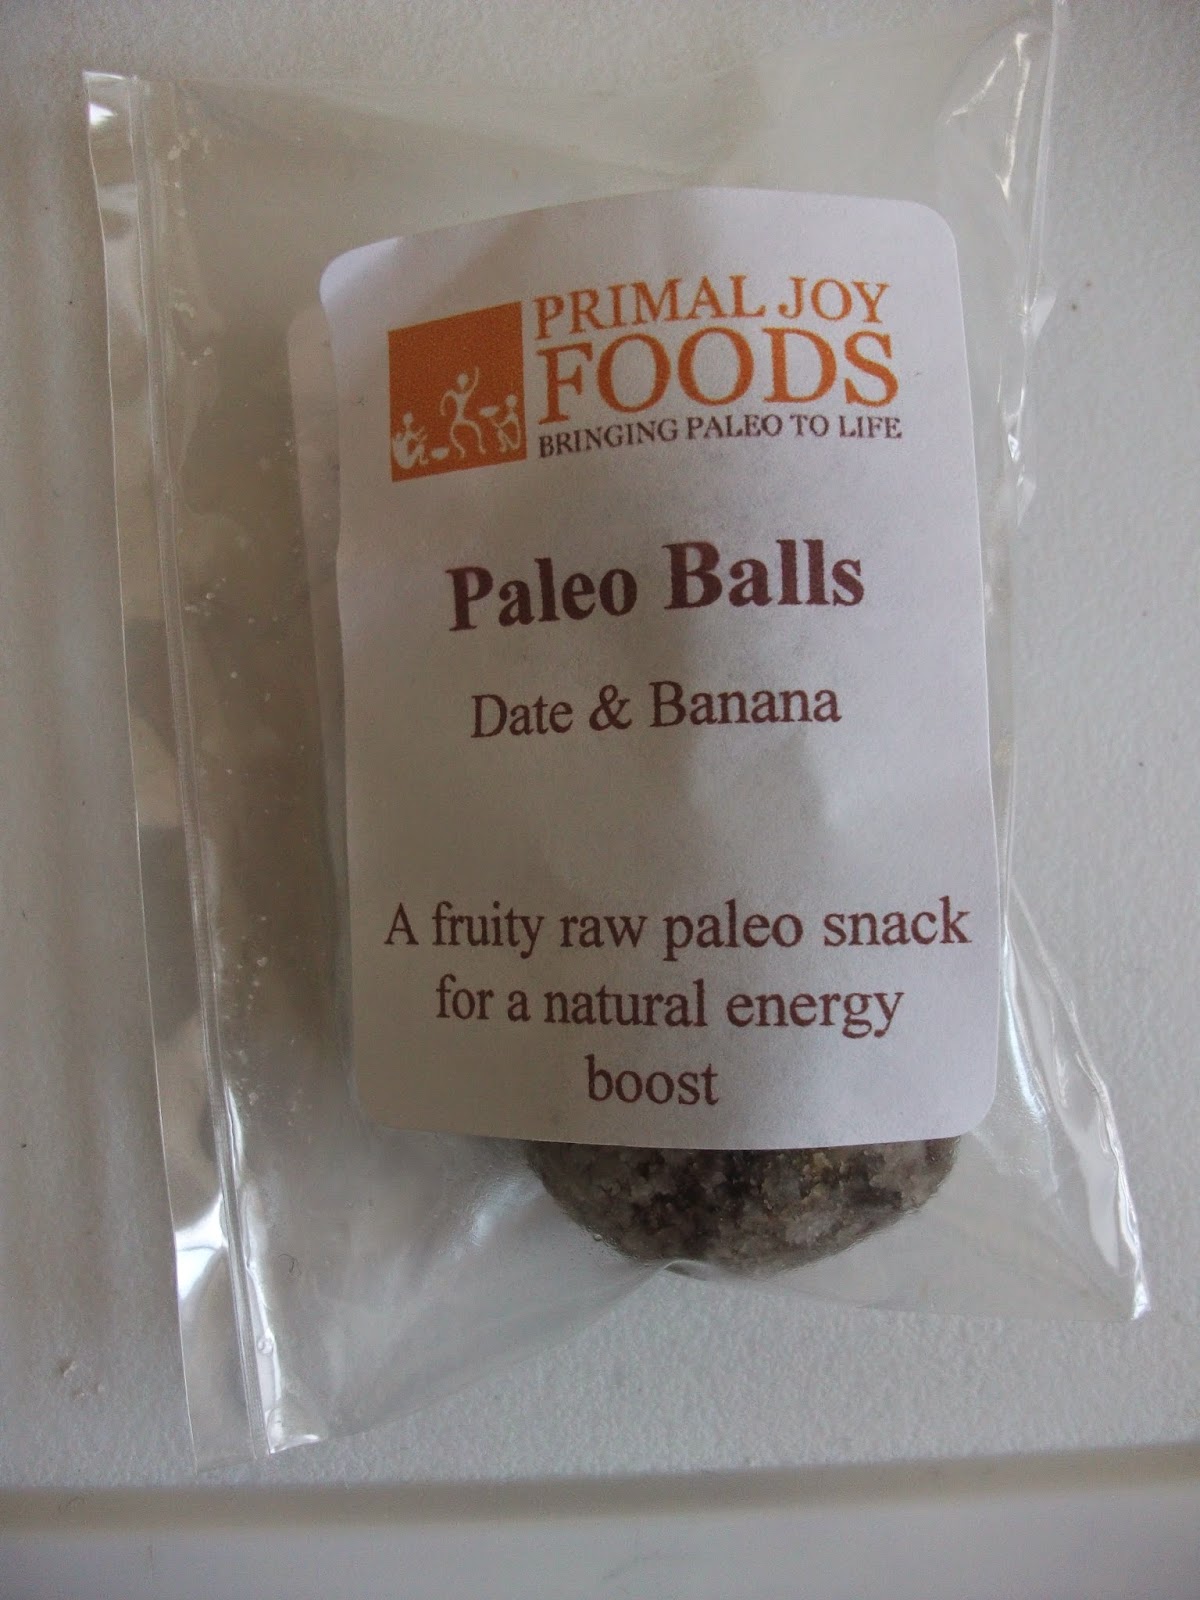 PRIMAL JOY
FOODS
BRINGING PALEO TO LIFE
Paleo Balls
Date & Banana
A fruity raw paleo snack
for a natural energy
boost